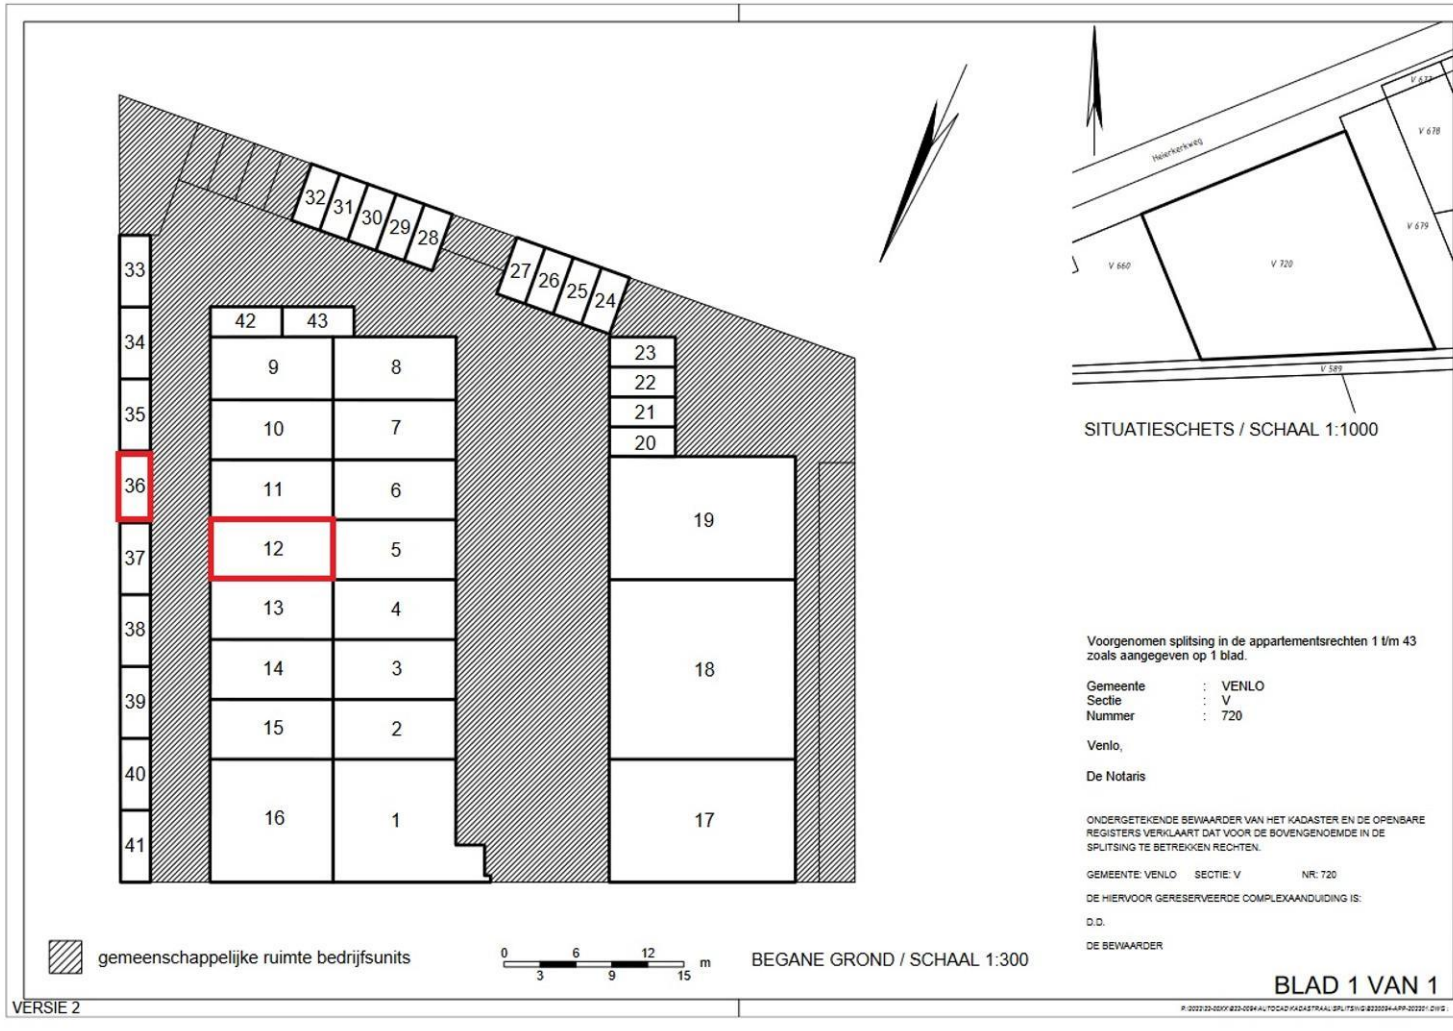 32
31
30
29
28
27
26
25
24
33
34
35
36
37
38
39
40
41
42 43
9 8
10 7
11 6
12 5
13 4
14 3
15 2
16 1
23
22
21
20
19
18
17
Heierkerkweg
V 633
V 678
V 679
V 660
V 720
V 589
SITUATIESCHETS / SCHAAL 1:1000
Voorgenomen splitsing in de appartementsrechten 1 t/m 43
zoals aangegeven op 1 blad.
Gemeente : VENLO
Sectie : V
Nummer : 720
Venlo,
De Notaris
ONDERGETEKENDE BEWAARDER VAN HET KADASTER EN DE OPENBARE
REGISTERS VERKLAART DAT VOOR DE BOVENGENOEMDE IN DE
SPLITSING TE BETREKKEN RECHTEN.
GEMEENTE: VENLO SECTIE: V NR: 720
DE HIERVOOR GERESERVEERDE COMPLEXAANDUIDING IS:
D.D.
DE BEWAARDER
gemeenschappelijke ruimte bedrijfsunits
0 6 12
3 9 15 m
BEGANE GROND / SCHAAL 1:300
BLAD 1 VAN 1
VERSIE 2